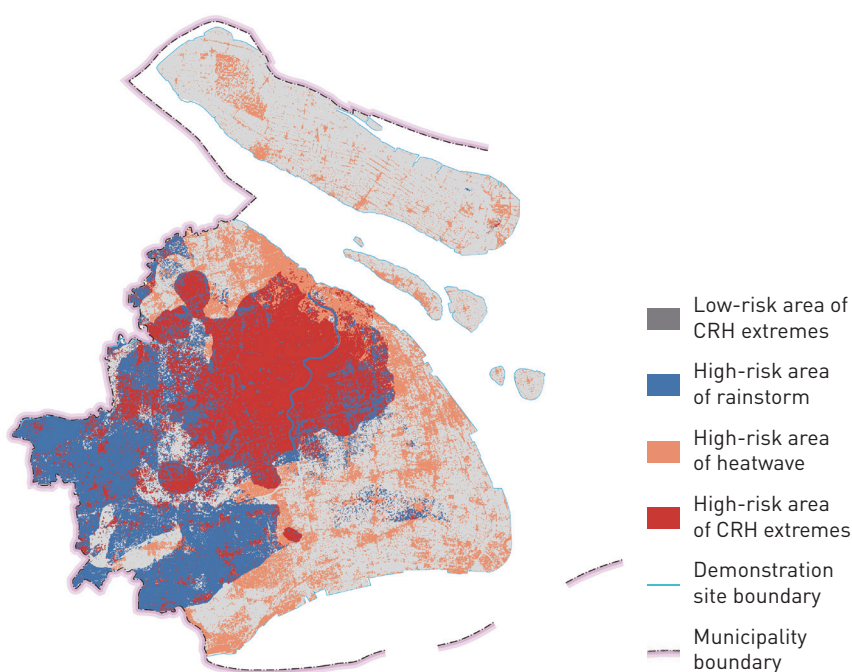 Low-risk area of
CRH extremes
High-risk area
of rainstorm
High-risk area
of heatwave
High-risk area
of CRH extremes
Demonstration
site boundary
Municipality
boundary